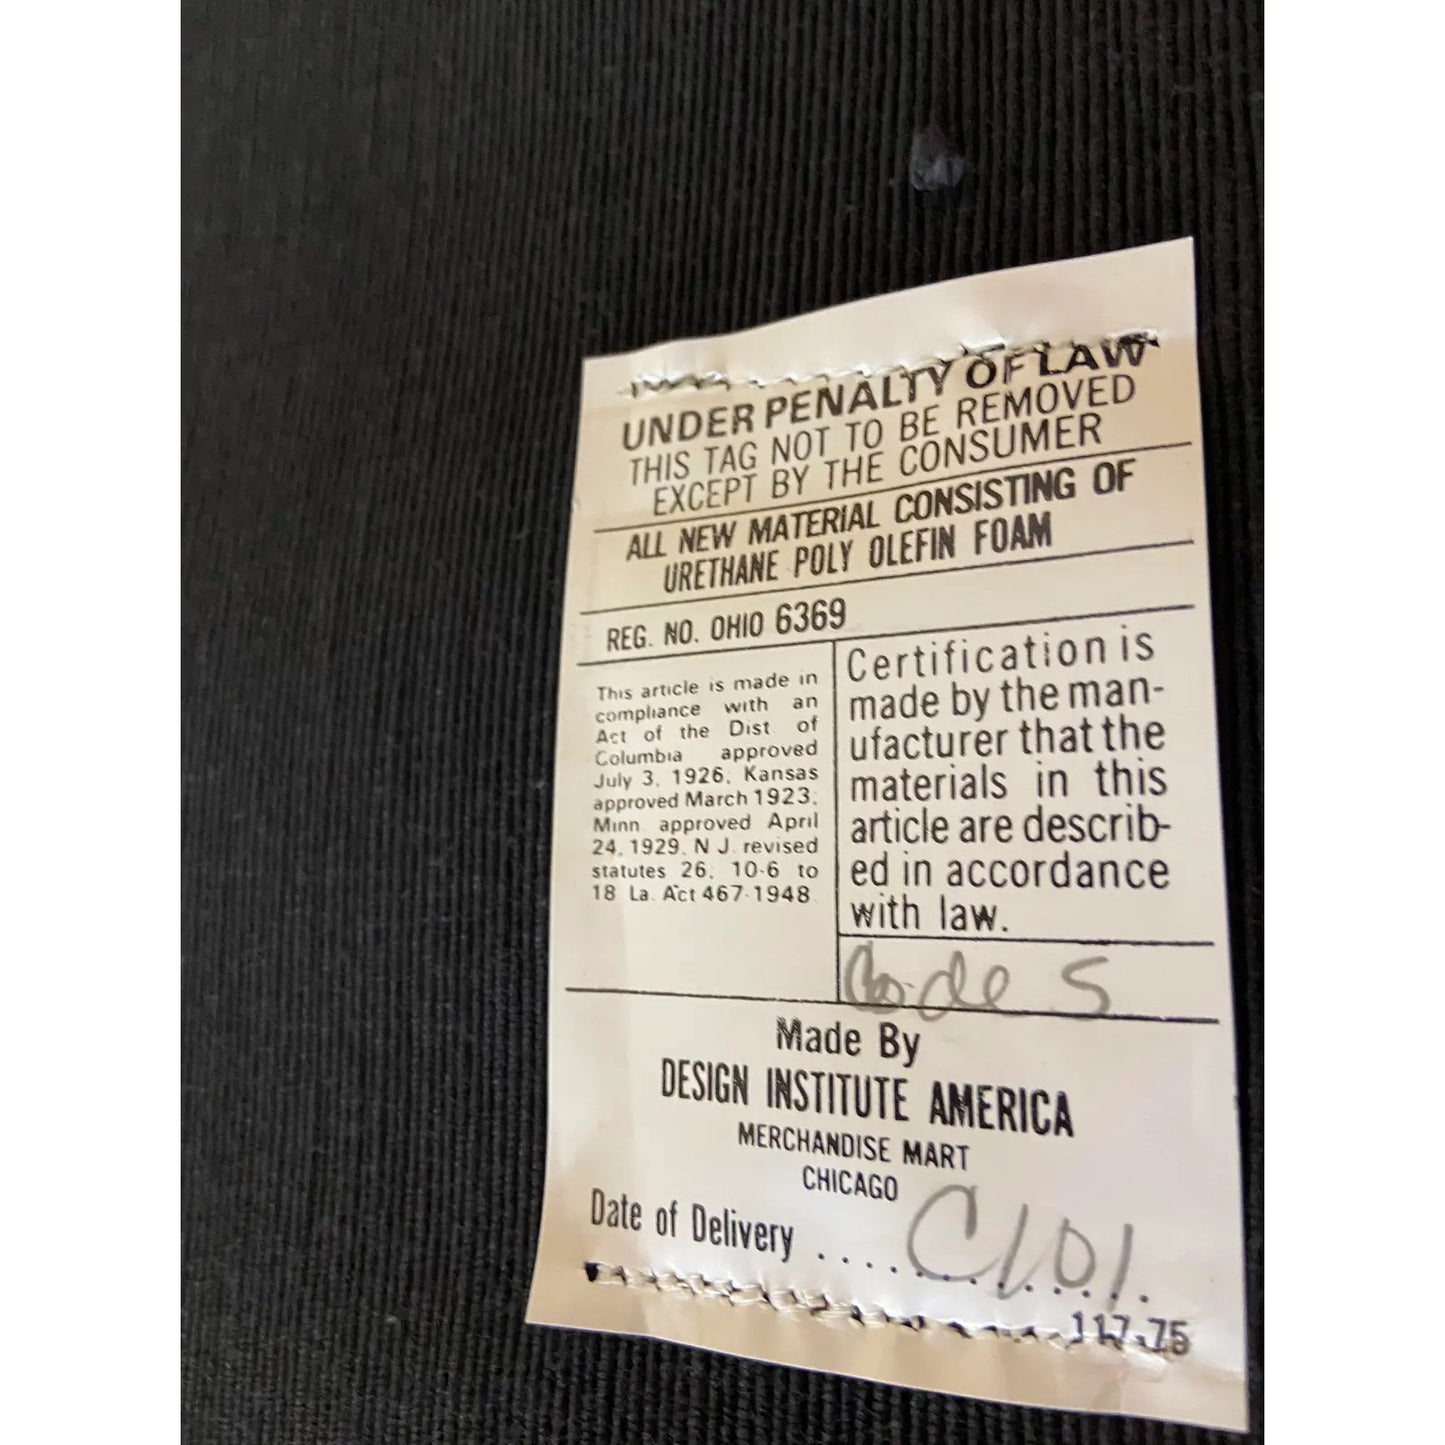 UNDER PENALTY OF LAW
THIS TAG NOT TO BE REMOVED
EXCEPT BY THE CONSUMER
ALL NEW MATERIAL CONSISTING OF
URETHANE POLY OLEFIN FOAM
REG. NO. OHIO 6369
This article is made in
compliance with an
Act of the Dist. of
Columbia approved
July 3, 1926; Kansas
approved March 1923;
Minn. approved April
24, 1929, N J. revised
statutes 26; 10-6 to
18 La. Act 467-1948.
Certification is
made by the man-
ufacturer that the
materials in this
article are describ-
ed in accordance
with law.
Code S
Made By
DESIGN INSTITUTE AMERICA
MERCHANDISE MART
CHICAGO
Date of Delivery ................
117.75